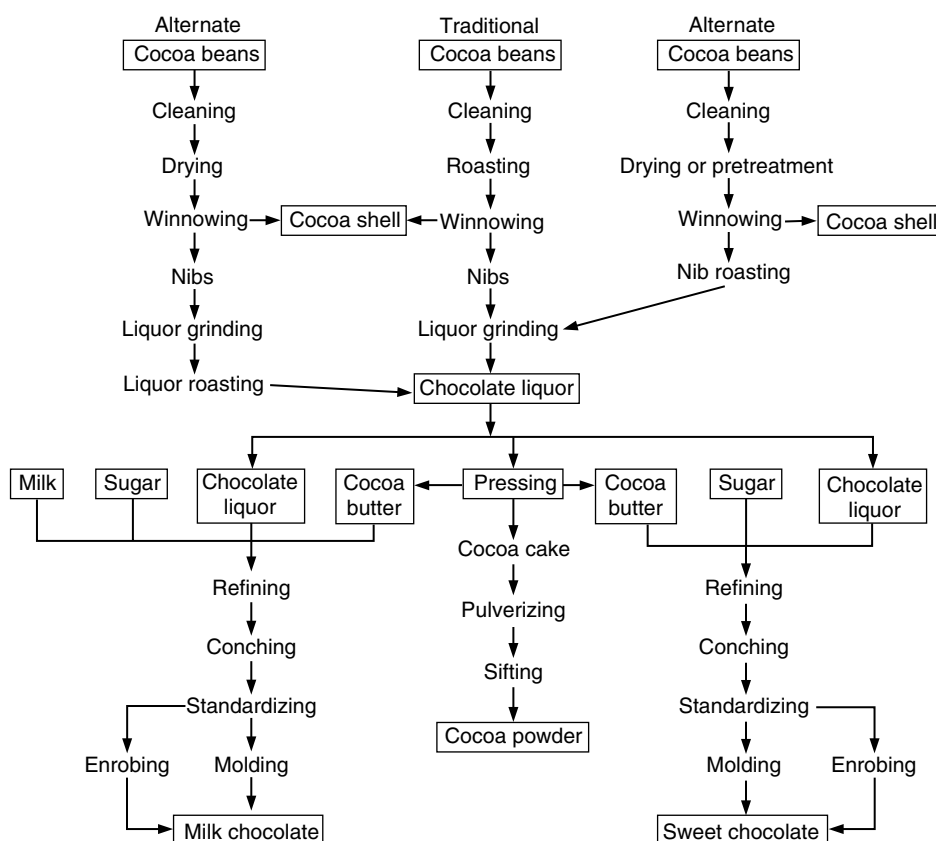 Alternate
Traditional
Alternate
Cocoa beans
Cocoa beans
Cocoa beans
Cleaning
Cleaning
Cleaning
Drying
Roasting
Drying or pretreatment
Winnowing
Cocoa shell
Winnowing
Winnowing
Cocoa shell
Nibs
Nibs
Nib roasting
Liquor grinding
Liquor grinding
Liquor roasting
Chocolate liquor
Milk
Sugar
Chocolate
liquor
Cocoa
butter
Pressing
Cocoa
butter
Sugar
Chocolate
liquor
Cocoa cake
Refining
Pulverizing
Refining
Conching
Sifting
Conching
Standardizing
Cocoa powder
Standardizing
Enrobing
Molding
Molding
Enrobing
Milk chocolate
Sweet chocolate